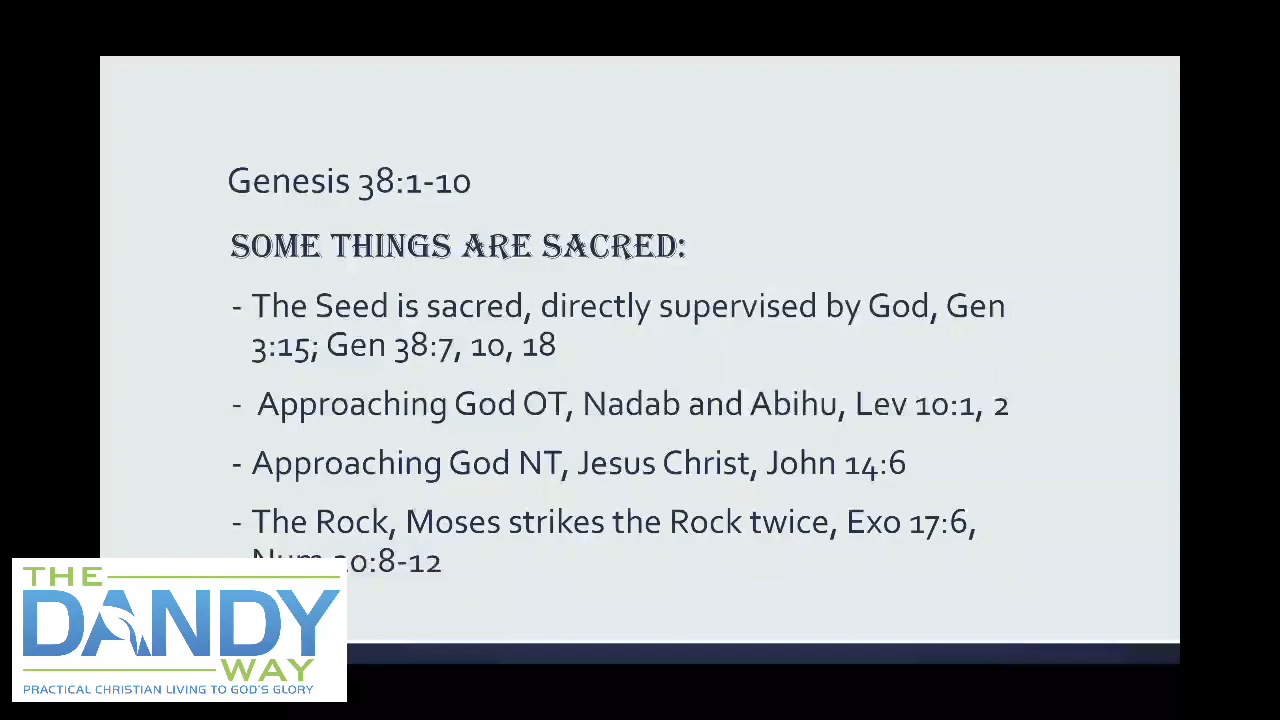 Genesis 38:1-10
SOME THINGS ARE SACRED:
- The Seed is sacred, directly supervised by God, Gen
3:15; Gen 38:7, 10, 18
- Approaching God OT, Nadab and Abihu, Lev 10:1, 2
- Approaching God NT, Jesus Christ, John 14:6
- The Rock, Moses strikes the Rock twice, Exo 17:6,
Num 20:8-12
THE
DANDY
WAY
PRACTICAL CHRISTIAN LIVING TO GOD'S GLORY